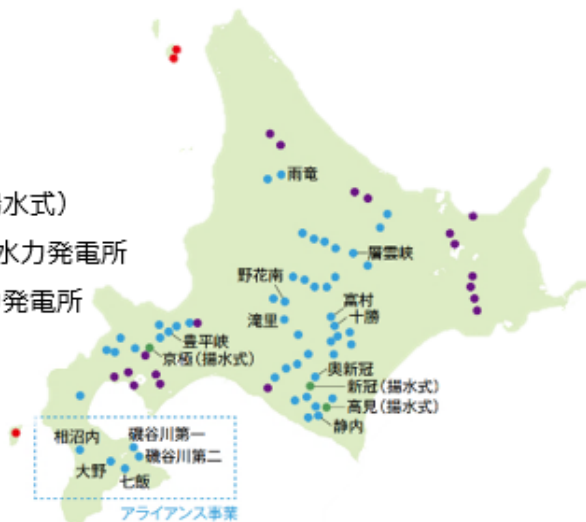 雨竜
水式)
水力発電所
発電所
層雲峡
野花南
富村
滝里
十勝
豊平峡
京極(揚水式)
奥新冠
新冠(揚水式)
高見(揚水式)
静内
相沼内
磯谷川第一
磯谷川第二
大野
七飯
アライアンス事業